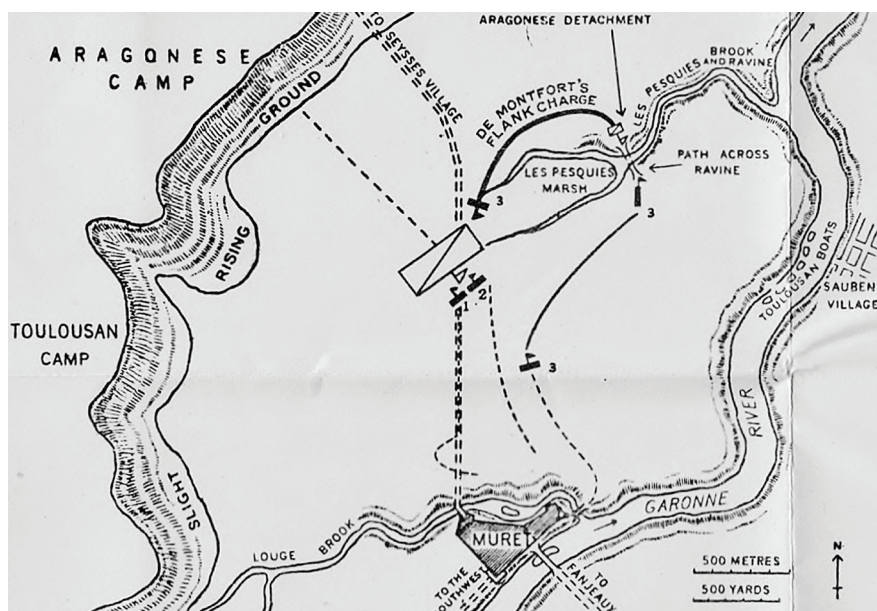 ARAGONESE
CAMP
TO SEYSSES VILLAGE
ARAGONESE
DETACHMENT
BROOK
AND RAVINE
LES PESQUIES
GROUND
DE MONTFORT'S
FLANK CHARGE
LES PESQUIES
MARSH
PATH ACROSS
RAVINE
3
3
RISING
1
2
TOULOUSAN BOATS
SAUBEN
VILLAGE
TOULOUSAN
CAMP
3
RIVER
SLIGHT
GARONNE
LOUGE BROOK
MURET
TO THE
TO
FANJEAUX
500 METRES
500 YARDS
N